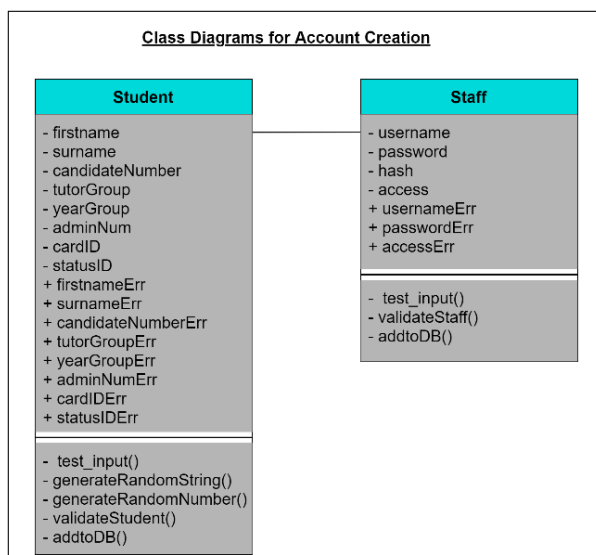 Class Diagrams for Account Creation
Student
- firstname
- surname
- candidateNumber
- tutorGroup
- yearGroup
- adminNum
- cardID
- statusID
+ firstnameErr
+ surnameErr
+ candidateNumberErr
+ tutorGroupErr
+ yearGroupErr
+ adminNumErr
+ cardIDErr
+ statusIDErr
- test_input()
- generateRandomString()
- generateRandomNumber()
- validateStudent()
- addtoDB()
Staff
- username
- password
- hash
- access
+ usernameErr
+ passwordErr
+ accessErr
- test_input()
- validateStaff()
- addtoDB()